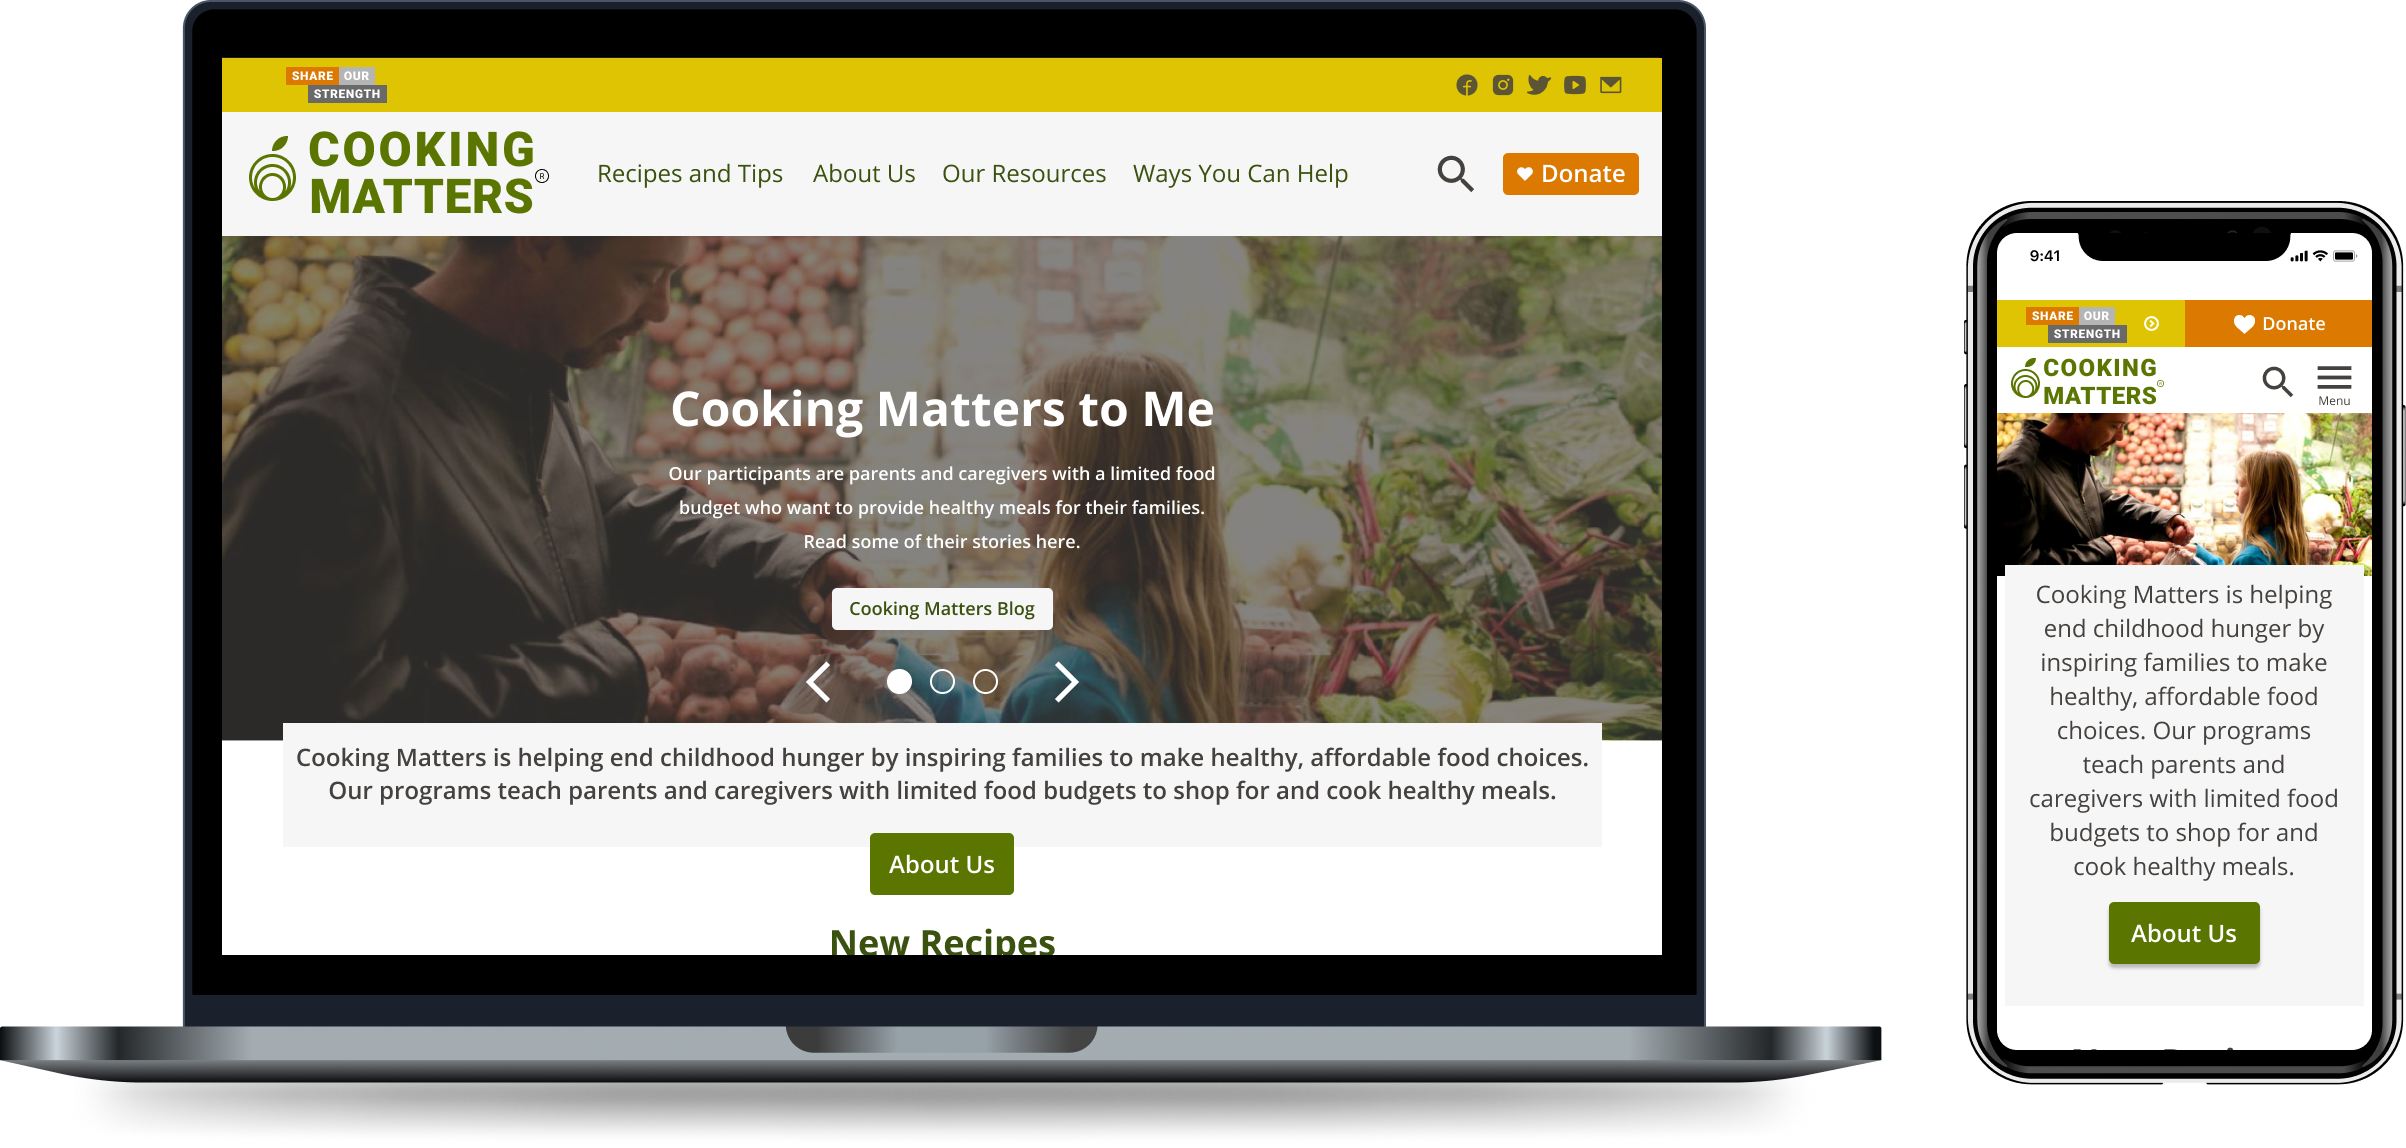 SHARE OUR
STRENGTH
COOKING
MATTERS®
Recipes and Tips
About Us
Our Resources
Ways You Can Help
Donate
Cooking Matters to Me
Our participants are parents and caregivers with a limited food
budget who want to provide healthy meals for their families.
Read some of their stories here.
Cooking Matters Blog
Cooking Matters is helping end childhood hunger by inspiring families to make healthy, affordable food choices.
Our programs teach parents and caregivers with limited food budgets to shop for and cook healthy meals.
About Us
New Recipes
9:41
SHARE OUR
STRENGTH
Donate
COOKING
MATTERS®
Menu
Cooking Matters is helping
end childhood hunger by
inspiring families to make
healthy, affordable food
choices. Our programs
teach parents and
caregivers with limited food
budgets to shop for and
cook healthy meals.
About Us